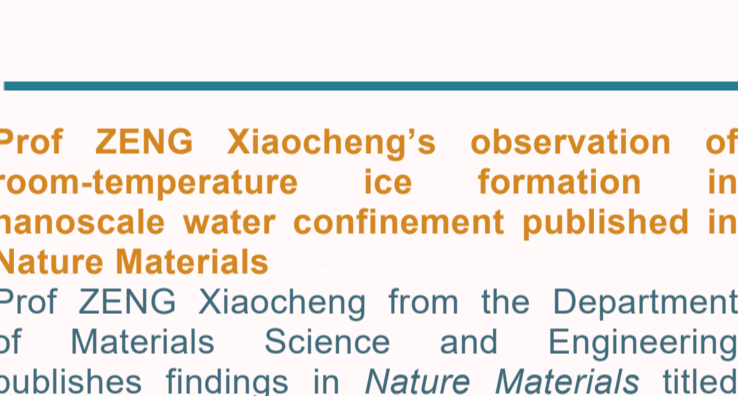 Prof ZENG Xiaocheng’s observation of
room-temperature ice formation in
nanoscale water confinement published in
Nature Materials
Prof ZENG Xiaocheng from the Department
of Materials Science and Engineering
publishes findings in Nature Materials titled